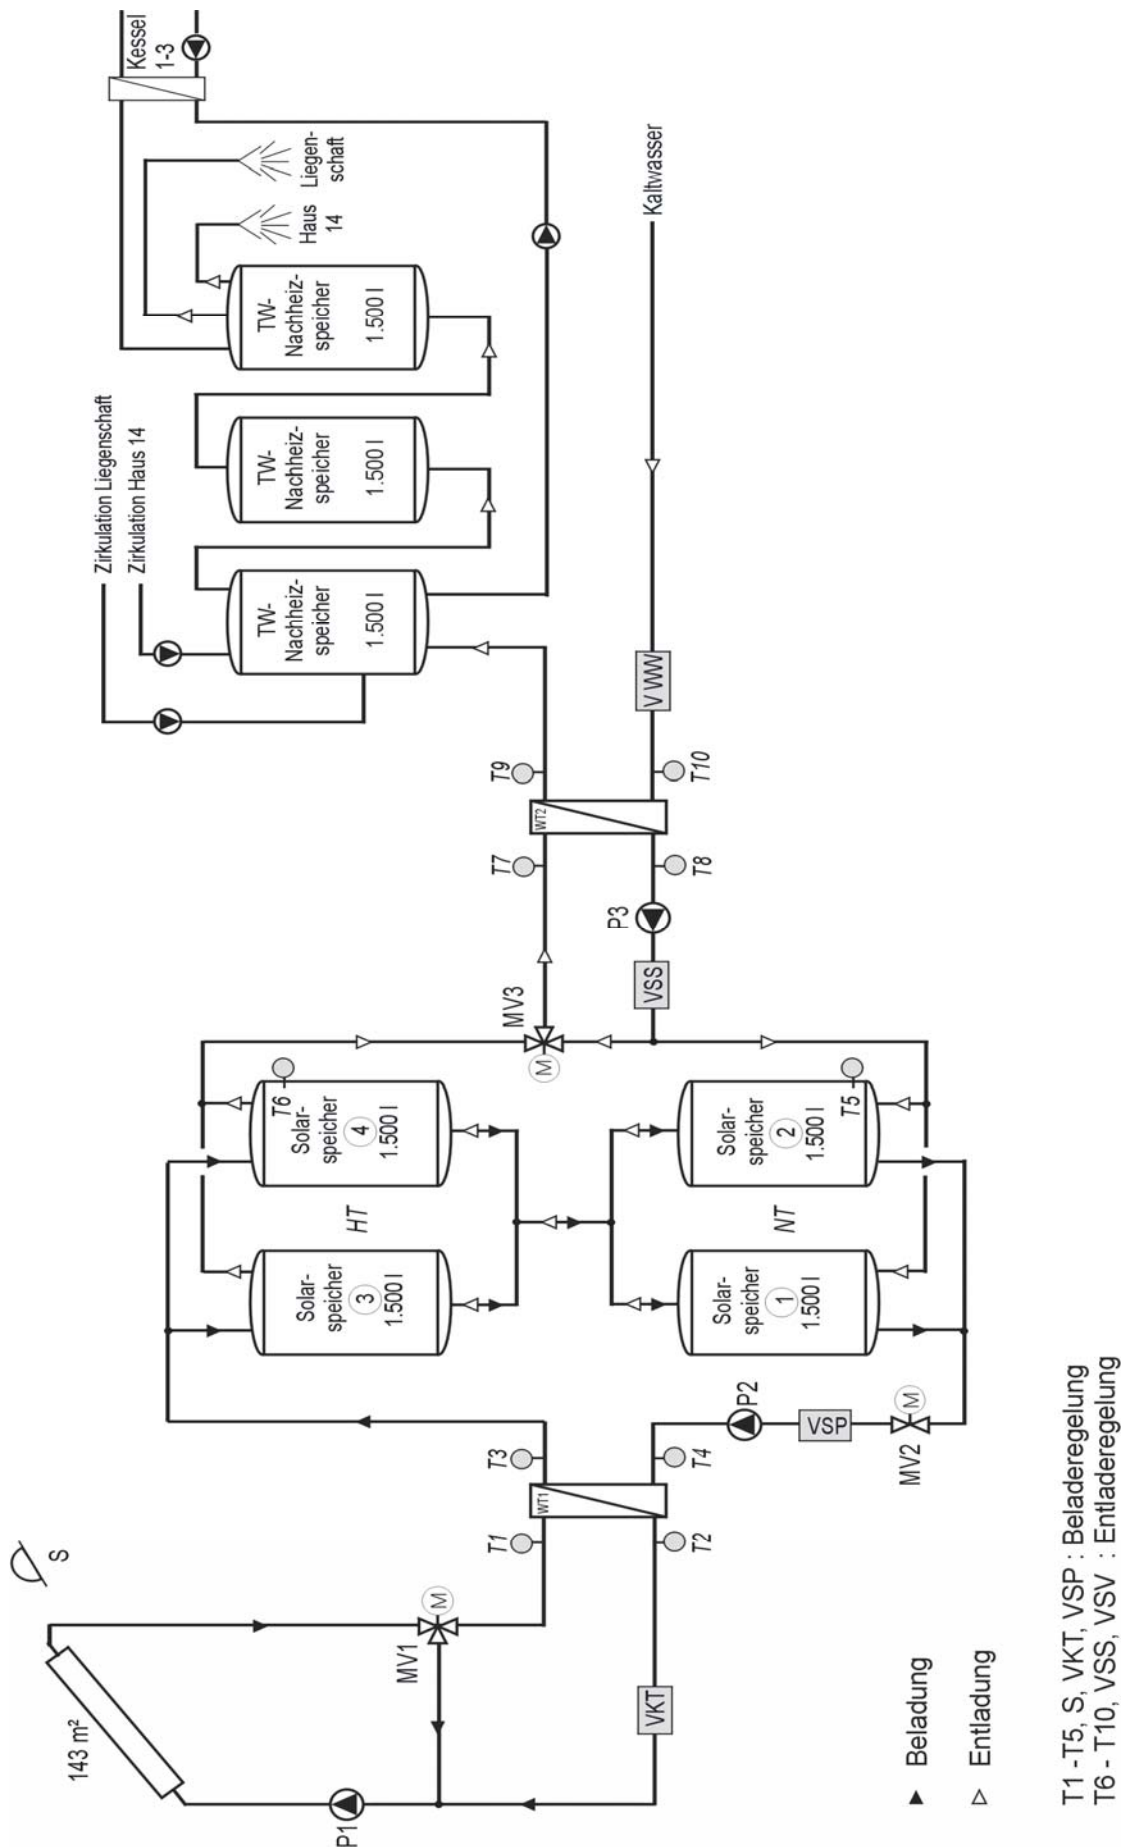 S
143 m²
P1
MV1
M
VKT
T1
T2
WT1
T3
T4
P2
VSP
M
MV2
Solar-
speicher
3
1.500 l
HT
Solar-
speicher
4
1.500 l
T6
Solar-
speicher
1
1.500 l
NT
Solar-
speicher
2
1.500 l
T5
MV3
M
VSS
P3
T7
T8
WT2
T9
T10
V WW
Kaltwasser
Zirkulation Liegenschaft
Zirkulation Haus 14
TW-
Nachheiz-
speicher
1.500 l
TW-
Nachheiz-
speicher
1.500 l
TW-
Nachheiz-
speicher
1.500 l
Haus
14
Liegen-
schaft
Kessel
1-3
Beladung
Entladung
T1 -T5, S, VKT, VSP : Beladeregelung
T6 - T10, VSS, VSV : Entladeregelung